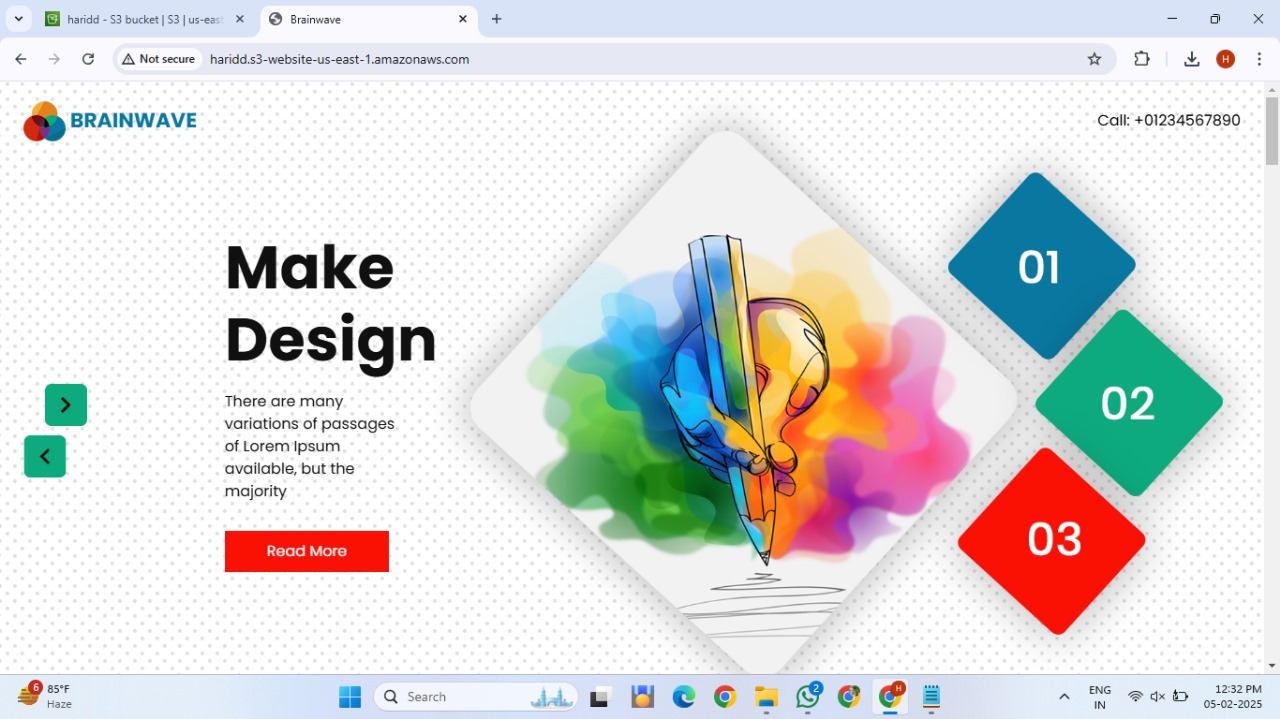 haridd - S3 bucket | S3 | us-east
Brainwave
Not secure
haridd.s3-website-us-east-1.amazonaws.com
H
BRAINWAVE
Call: +01234567890
Make
Design
There are many
variations of passages
of Lorem Ipsum
available, but the
majority
Read More
01
02
03
6
85°F
Haze
Search
2
H
ENG
IN
12:32 PM
05-02-2025